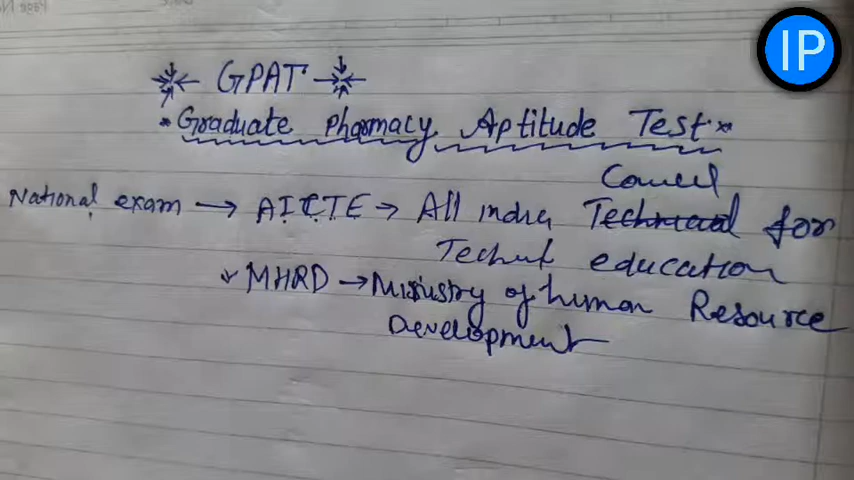 IP
GPAT
Graduate Pharmacy Aptitude Test
Council
National exam → AICTE → All india Technical for
education
MHRD → Ministry of human Resource
Development